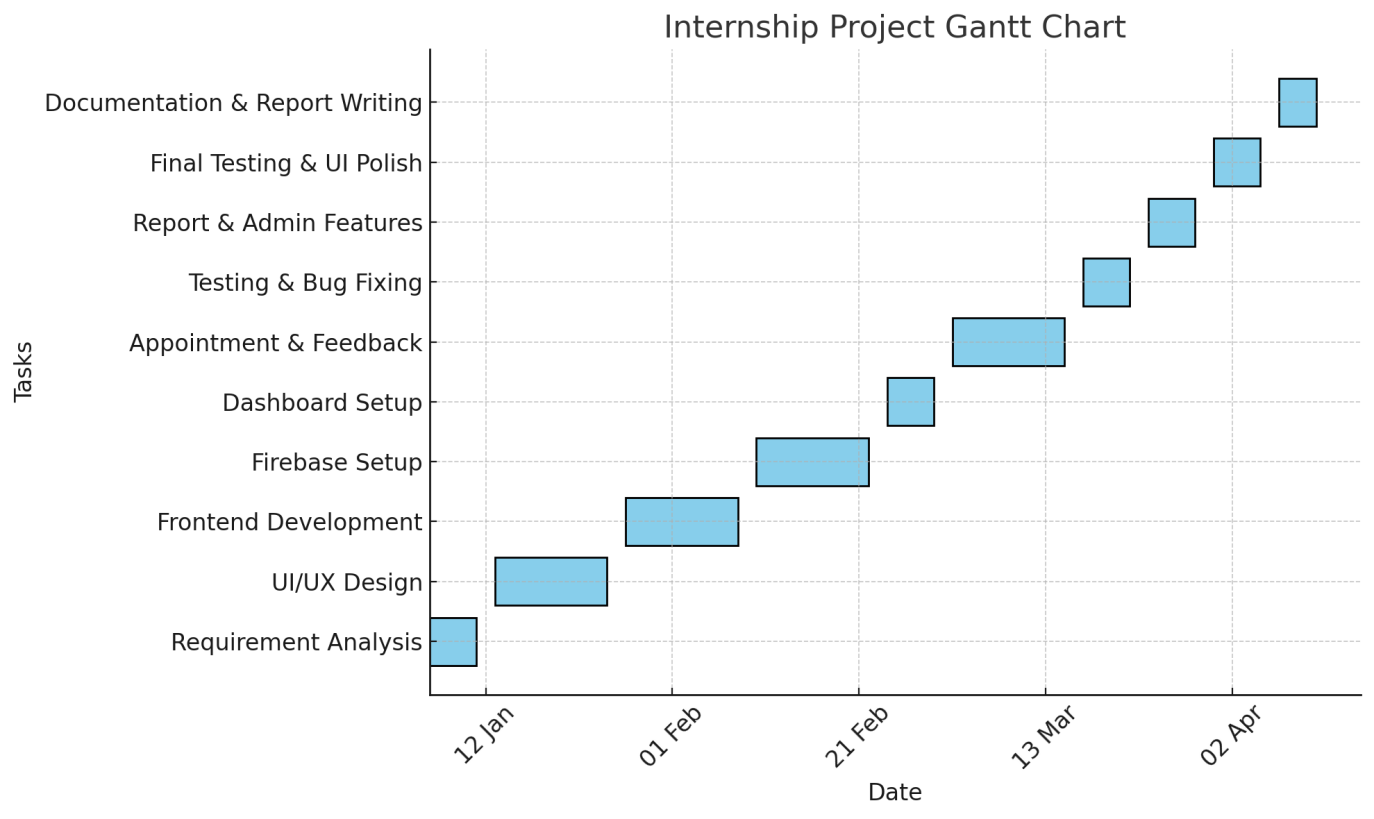 Internship Project Gantt Chart
Documentation & Report Writing
Final Testing & UI Polish
Report & Admin Features
Testing & Bug Fixing
Appointment & Feedback
Dashboard Setup
Firebase Setup
Frontend Development
UI/UX Design
Requirement Analysis
Tasks
12 Jan
01 Feb
21 Feb
13 Mar
02 Apr
Date